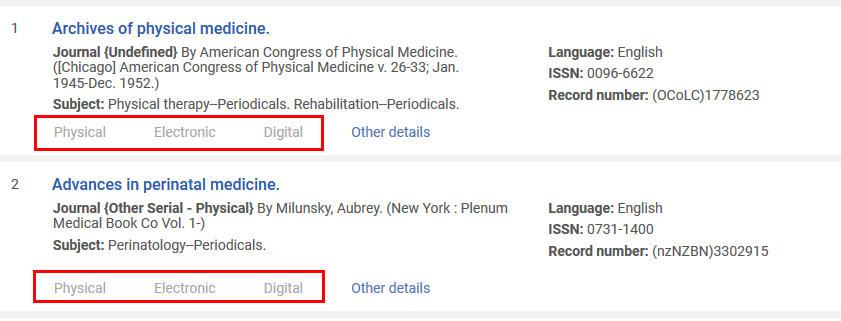 1 Archives of physical medicine.
Journal {Undefined} By American Congress of Physical Medicine. Language: English
([Chicago] American Congress of Physical Medicine v. 26-33; Jan. ISSN: 0096-6622
1945-Dec. 1952.) Record number: (OCoLC)1778623
Subject: Physical therapy--Periodicals. Rehabilitation--Periodicals.
Physical Electronic Digital Other details
2 Advances in perinatal medicine.
Journal {Other Serial - Physical} By Milunsky, Aubrey. (New York : Plenum Language: English
Medical Book Co Vol. 1-) ISSN: 0731-1400
Subject: Perinatology--Periodicals. Record number: (nzNZBN)3302915
Physical Electronic Digital Other details